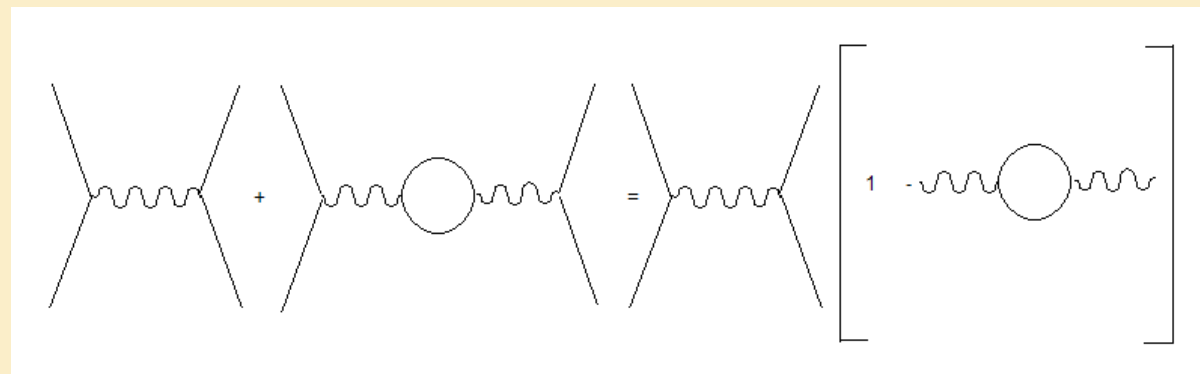 + = 1 -